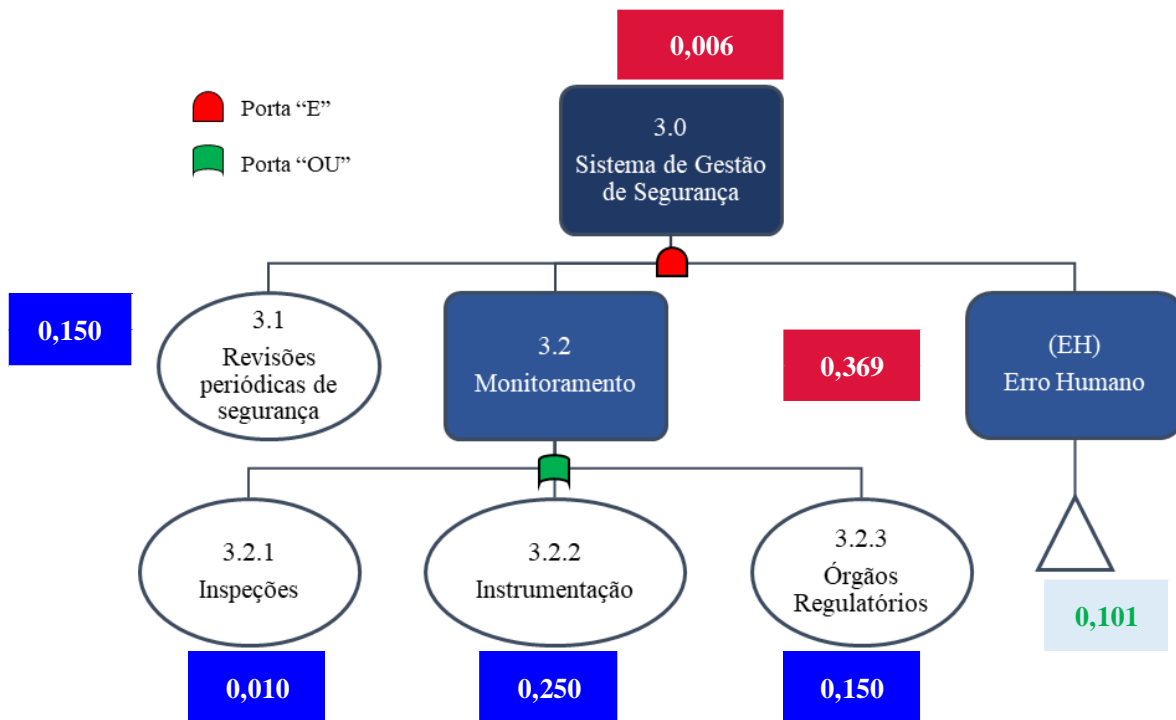 0,006
Porta “E”
Porta “OU”
3.0
Sistema de Gestão
de Segurança
0,150
3.1
Revisões
periódicas de
segurança
3.2
Monitoramento
0,369
(EH)
Erro Humano
3.2.1
Inspeções
3.2.2
Instrumentação
3.2.3
Órgãos
Regulatórios
0,101
0,010
0,250
0,150